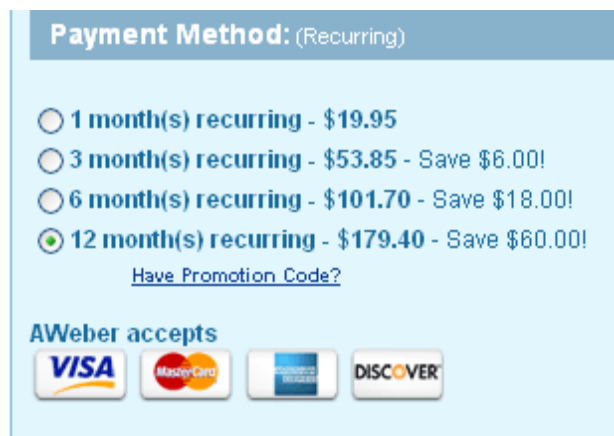 Payment Method: (Recurring)
1 month(s) recurring - $19.95
3 month(s) recurring - $53.85 - Save $6.00!
6 month(s) recurring - $101.70 - Save $18.00!
12 month(s) recurring - $179.40 - Save $60.00!
Have Promotion Code?
AWeber accepts
VISA MasterCard DISCOVER